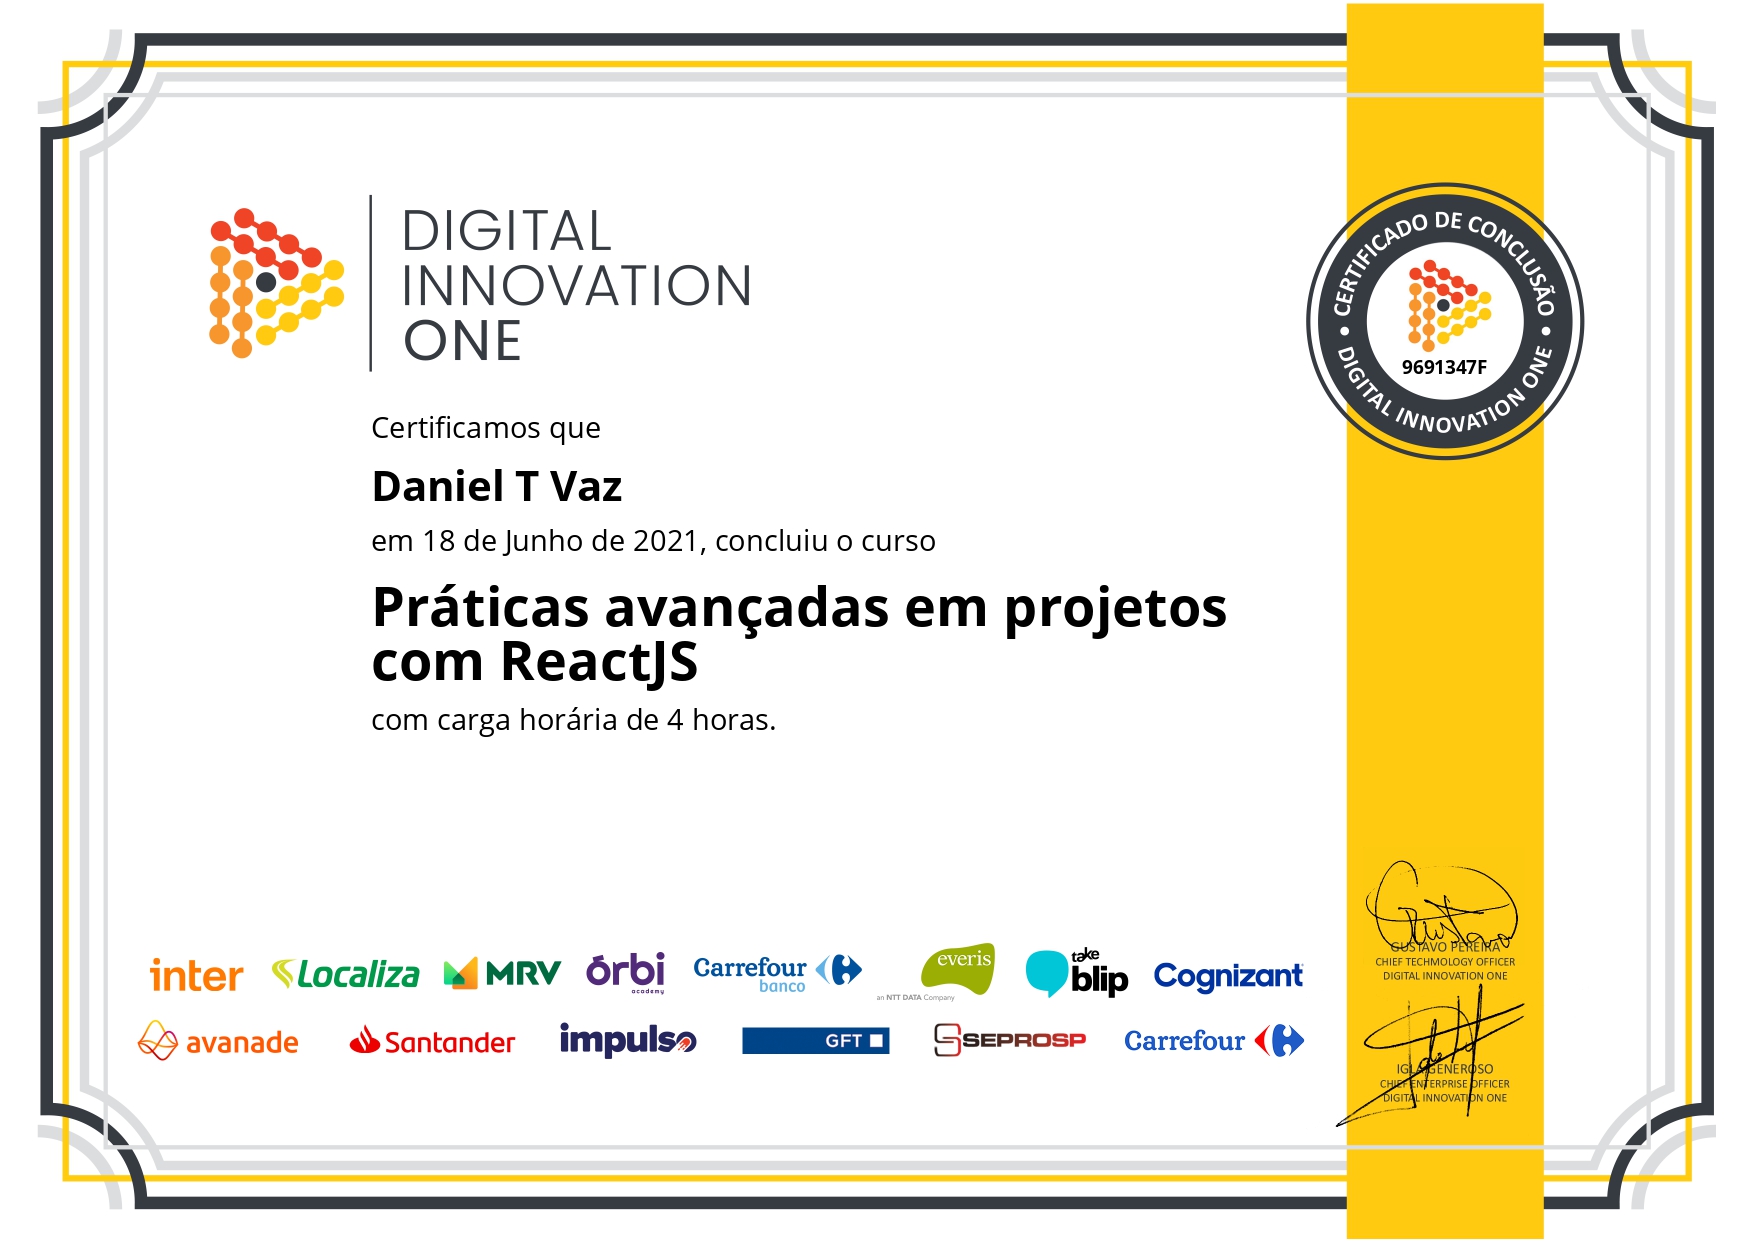 DIGITAL
INNOVATION
ONE
CERTIFICADO DE CONCLUSÃO
9691347F
• DIGITAL INNOVATION ONE •
Certificamos que
Daniel T Vaz
em 18 de Junho de 2021, concluiu o curso
Práticas avançadas em projetos
com ReactJS
com carga horária de 4 horas.
inter
Localiza
MRV
órbi
academy
Carrefour
banco
everis
an NTT DATA Company
take
blip
Cognizant
avanade
Santander
impulso
GFT
SEPROSP
Carrefour
Gustavo
GUSTAVO PEREIRA
CHIEF TECHNOLOGY OFFICER
DIGITAL INNOVATION ONE
IGLA GENEROSO
CHIEF ENTERPRISE OFFICER
DIGITAL INNOVATION ONE